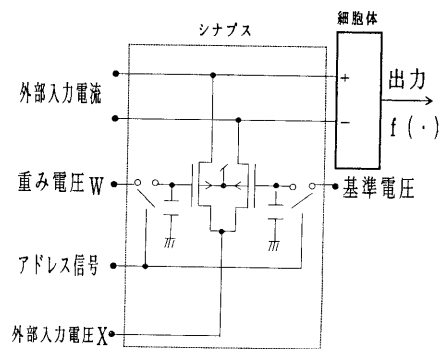 細胞体
シナプス
外部入力電流
+
−
出力
f (・)
重み電圧W
基準電圧
アドレス信号
外部入力電圧X